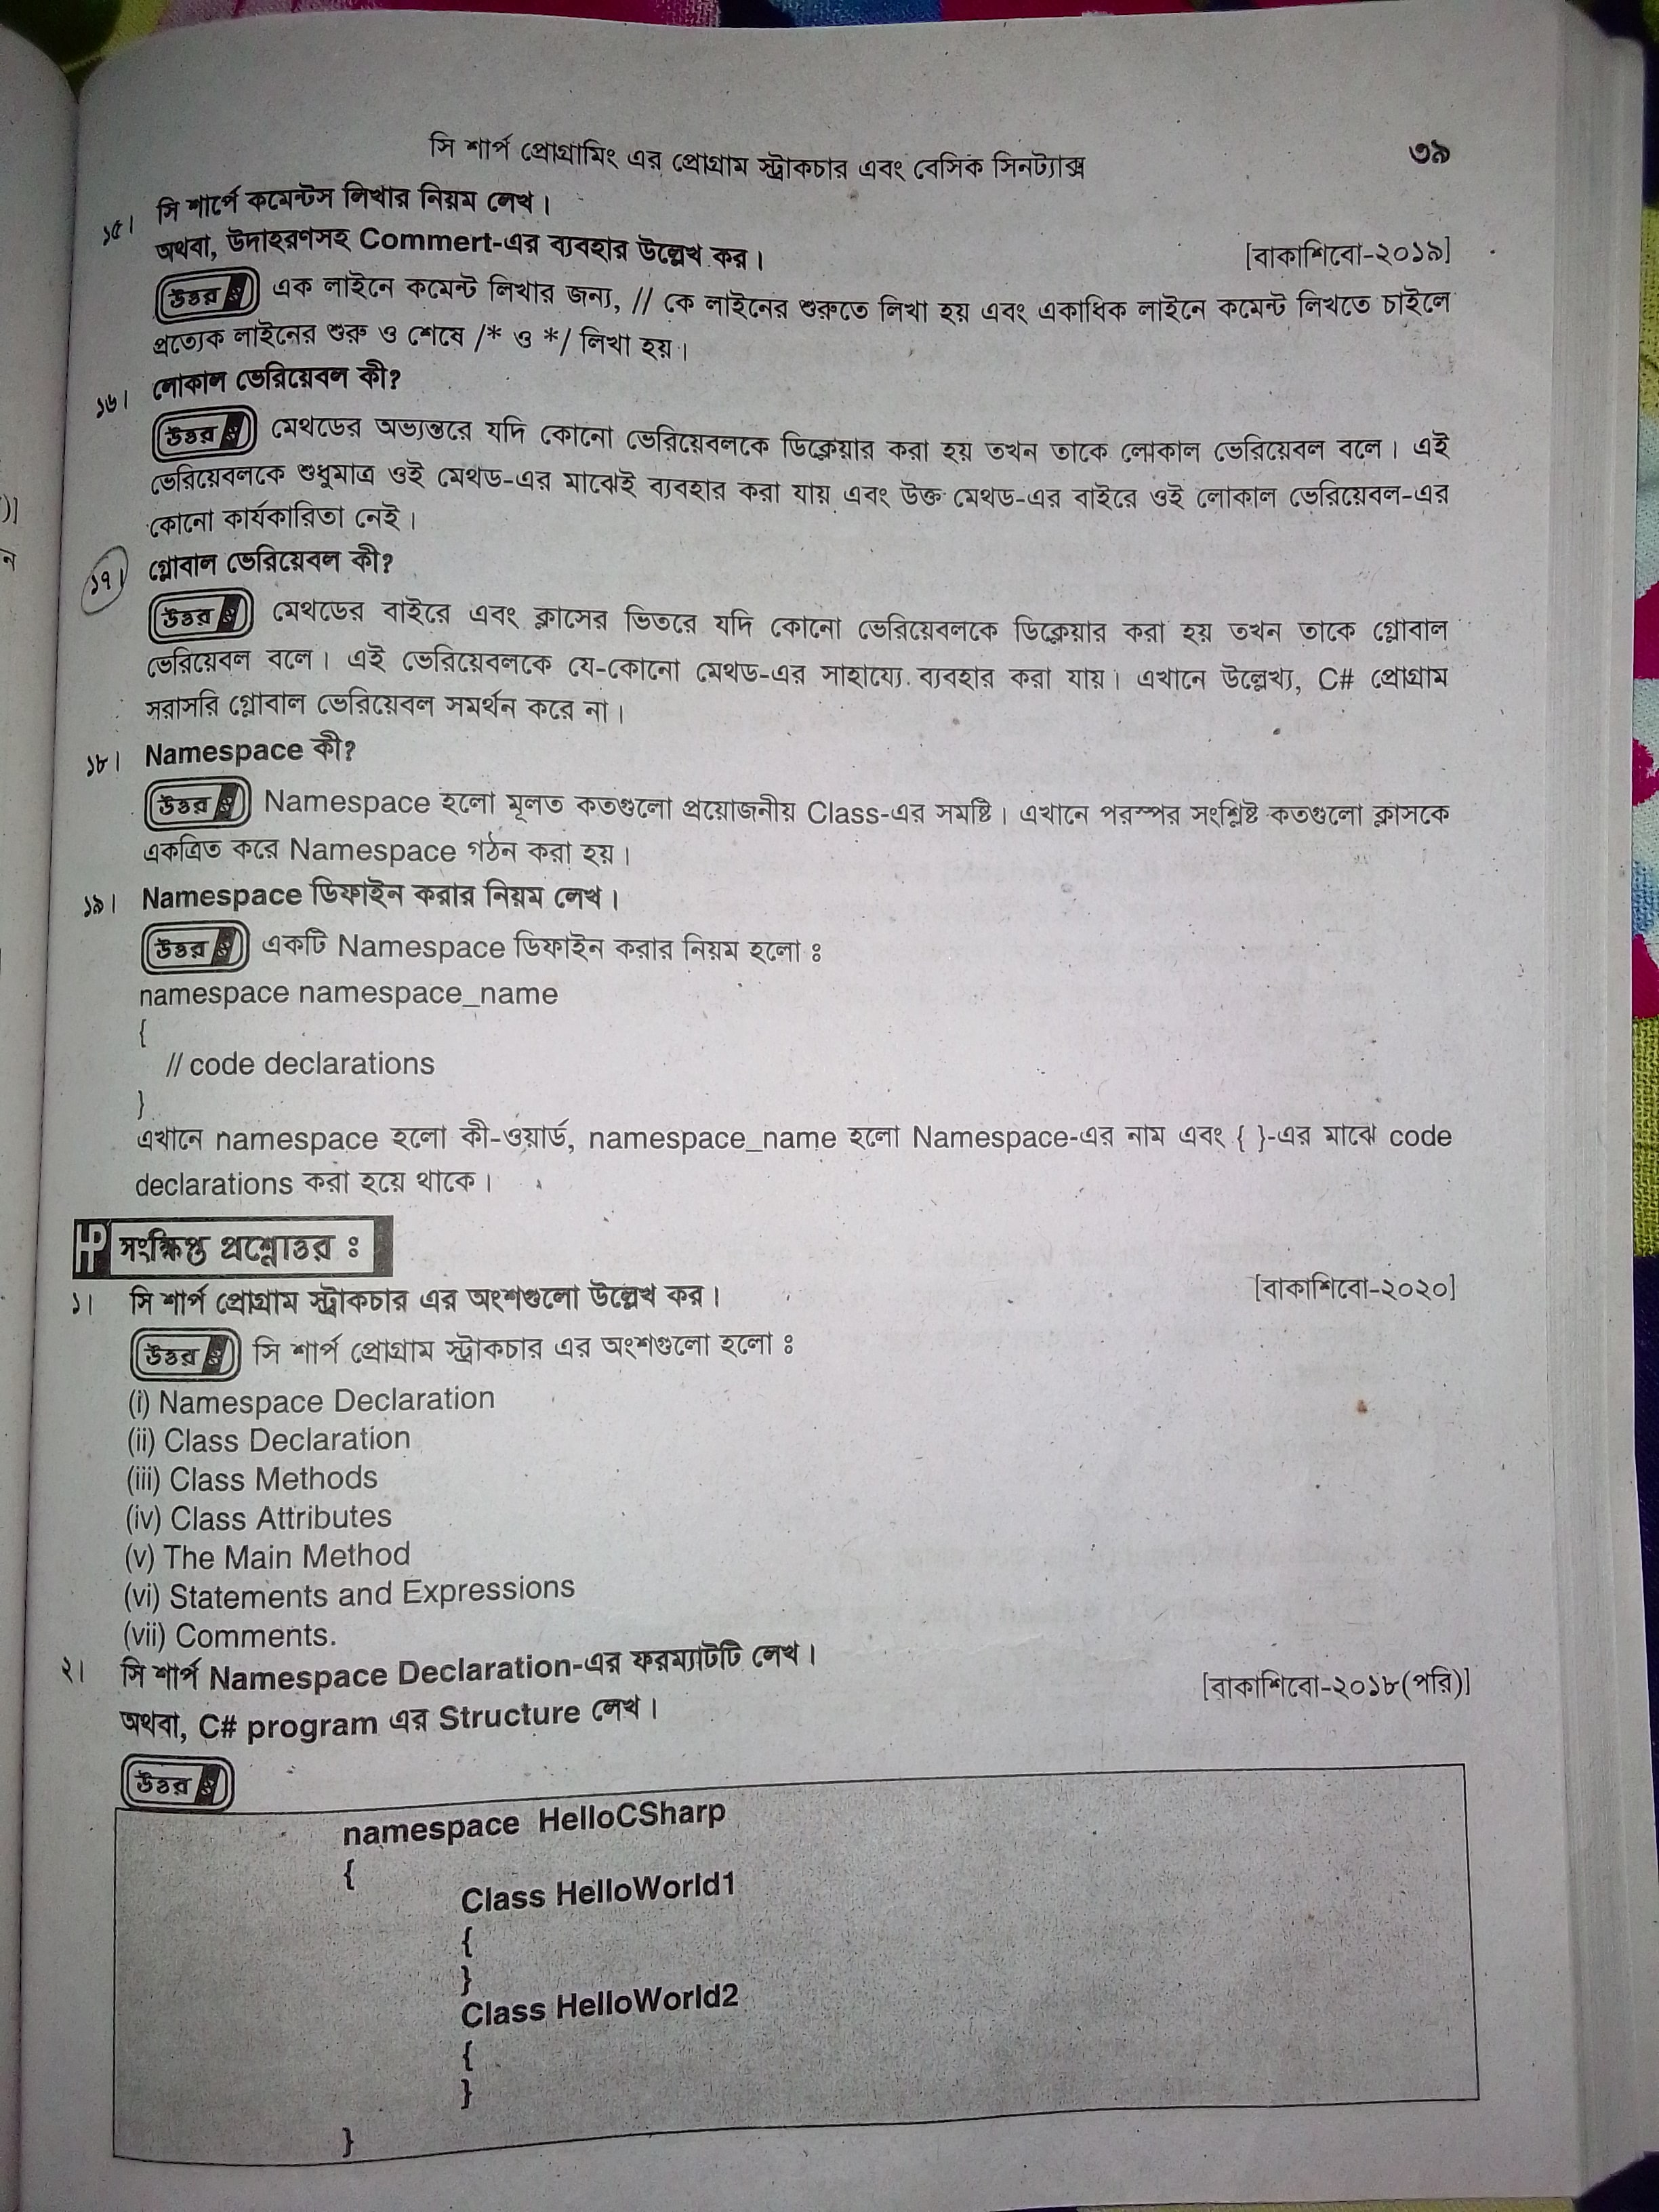 সি শার্প প্রোগ্রামিং এর প্রোগ্রাম স্ট্রাকচার এবং বেসিক সিনট্যাক্স ৩৯
১৫। সি শার্পে কমেন্টস লিখার নিয়ম লেখ।
অথবা, উদাহরণসহ Commert-এর ব্যবহার উল্লেখ কর। [বাকাশিবো-২০১৯]
উত্তর ঃ এক লাইনে কমেন্ট লিখার জন্য, // কে লাইনের শুরুতে লিখা হয় এবং একাধিক লাইনে কমেন্ট লিখতে চাইলে
প্রত্যেক লাইনের শুরু ও শেষে /* ও */ লিখা হয়।
১৬। লোকাল ভেরিয়েবল কী?
উত্তর ঃ মেথডের অভ্যন্তরে যদি কোনো ভেরিয়েবলকে ডিক্লেয়ার করা হয় তখন তাকে লোকাল ভেরিয়েবল বলে। এই
ভেরিয়েবলকে শুধুমাত্র ওই মেথড-এর মাঝেই ব্যবহার করা যায় এবং উক্ত মেথড-এর বাইরে ওই লোকাল ভেরিয়েবল-এর
কোনো কার্যকারিতা নেই।
১৭। গ্লোবাল ভেরিয়েবল কী?
উত্তর ঃ মেথডের বাইরে এবং ক্লাসের ভিতরে যদি কোনো ভেরিয়েবলকে ডিক্লেয়ার করা হয় তখন তাকে গ্লোবাল
ভেরিয়েবল বলে। এই ভেরিয়েবলকে যে-কোনো মেথড-এর সাহায্যে ব্যবহার করা যায়। এখানে উল্লেখ্য, C# প্রোগ্রাম
সরাসরি গ্লোবাল ভেরিয়েবল সমর্থন করে না।
১৮। Namespace কী?
উত্তর ঃ Namespace হলো মূলত কতগুলো প্রয়োজনীয় Class-এর সমষ্টি। এখানে পরস্পর সংশ্লিষ্ট কতগুলো ক্লাসকে
একত্রিত করে Namespace গঠন করা হয়।
১৯। Namespace ডিফাইন করার নিয়ম লেখ।
উত্তর ঃ একটি Namespace ডিফাইন করার নিয়ম হলো ঃ
namespace namespace_name
{
// code declarations
}
এখানে namespace হলো কী-ওয়ার্ড, namespace_name হলো Namespace-এর নাম এবং { }-এর মাঝে code
declarations করা হয়ে থাকে।
HP সংক্ষিপ্ত প্রশ্নোত্তর ঃ
১। সি শার্প প্রোগ্রাম স্ট্রাকচার এর অংশগুলো উল্লেখ কর। [বাকাশিবো-২০২০]
উত্তর ঃ সি শার্প প্রোগ্রাম স্ট্রাকচার এর অংশগুলো হলো ঃ
(i) Namespace Declaration
(ii) Class Declaration
(iii) Class Methods
(iv) Class Attributes
(v) The Main Method
(vi) Statements and Expressions
(vii) Comments.
২। সি শার্প Namespace Declaration-এর ফরম্যাটটি লেখ।
অথবা, C# program এর Structure লেখ। [বাকাশিবো-২০১৮(পরি)]
উত্তর ঃ
namespace HelloCSharp
{
Class HelloWorld1
{
}
Class HelloWorld2
{
}
}